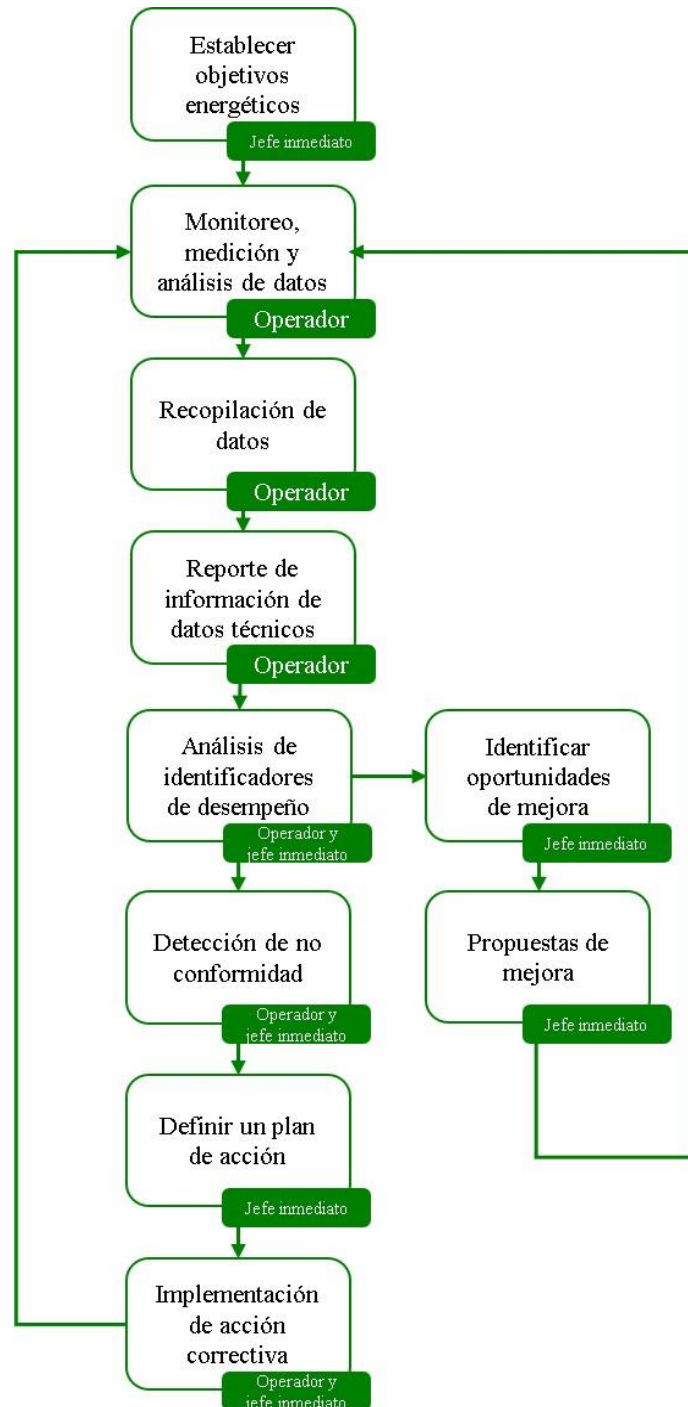 Establecer
objetivos
energéticos
Jefe inmediato
Monitoreo,
medición y
análisis de datos
Operador
Recopilación de
datos
Operador
Reporte de
información de
datos técnicos
Operador
Análisis de
identificadores
de desempeño
Operador y
jefe inmediato
Identificar
oportunidades
de mejora
Jefe inmediato
Detección de no
conformidad
Operador y
jefe inmediato
Propuestas de
mejora
Jefe inmediato
Definir un plan
de acción
Jefe inmediato
Implementación
de acción
correctiva
Operador y
jefe inmediato